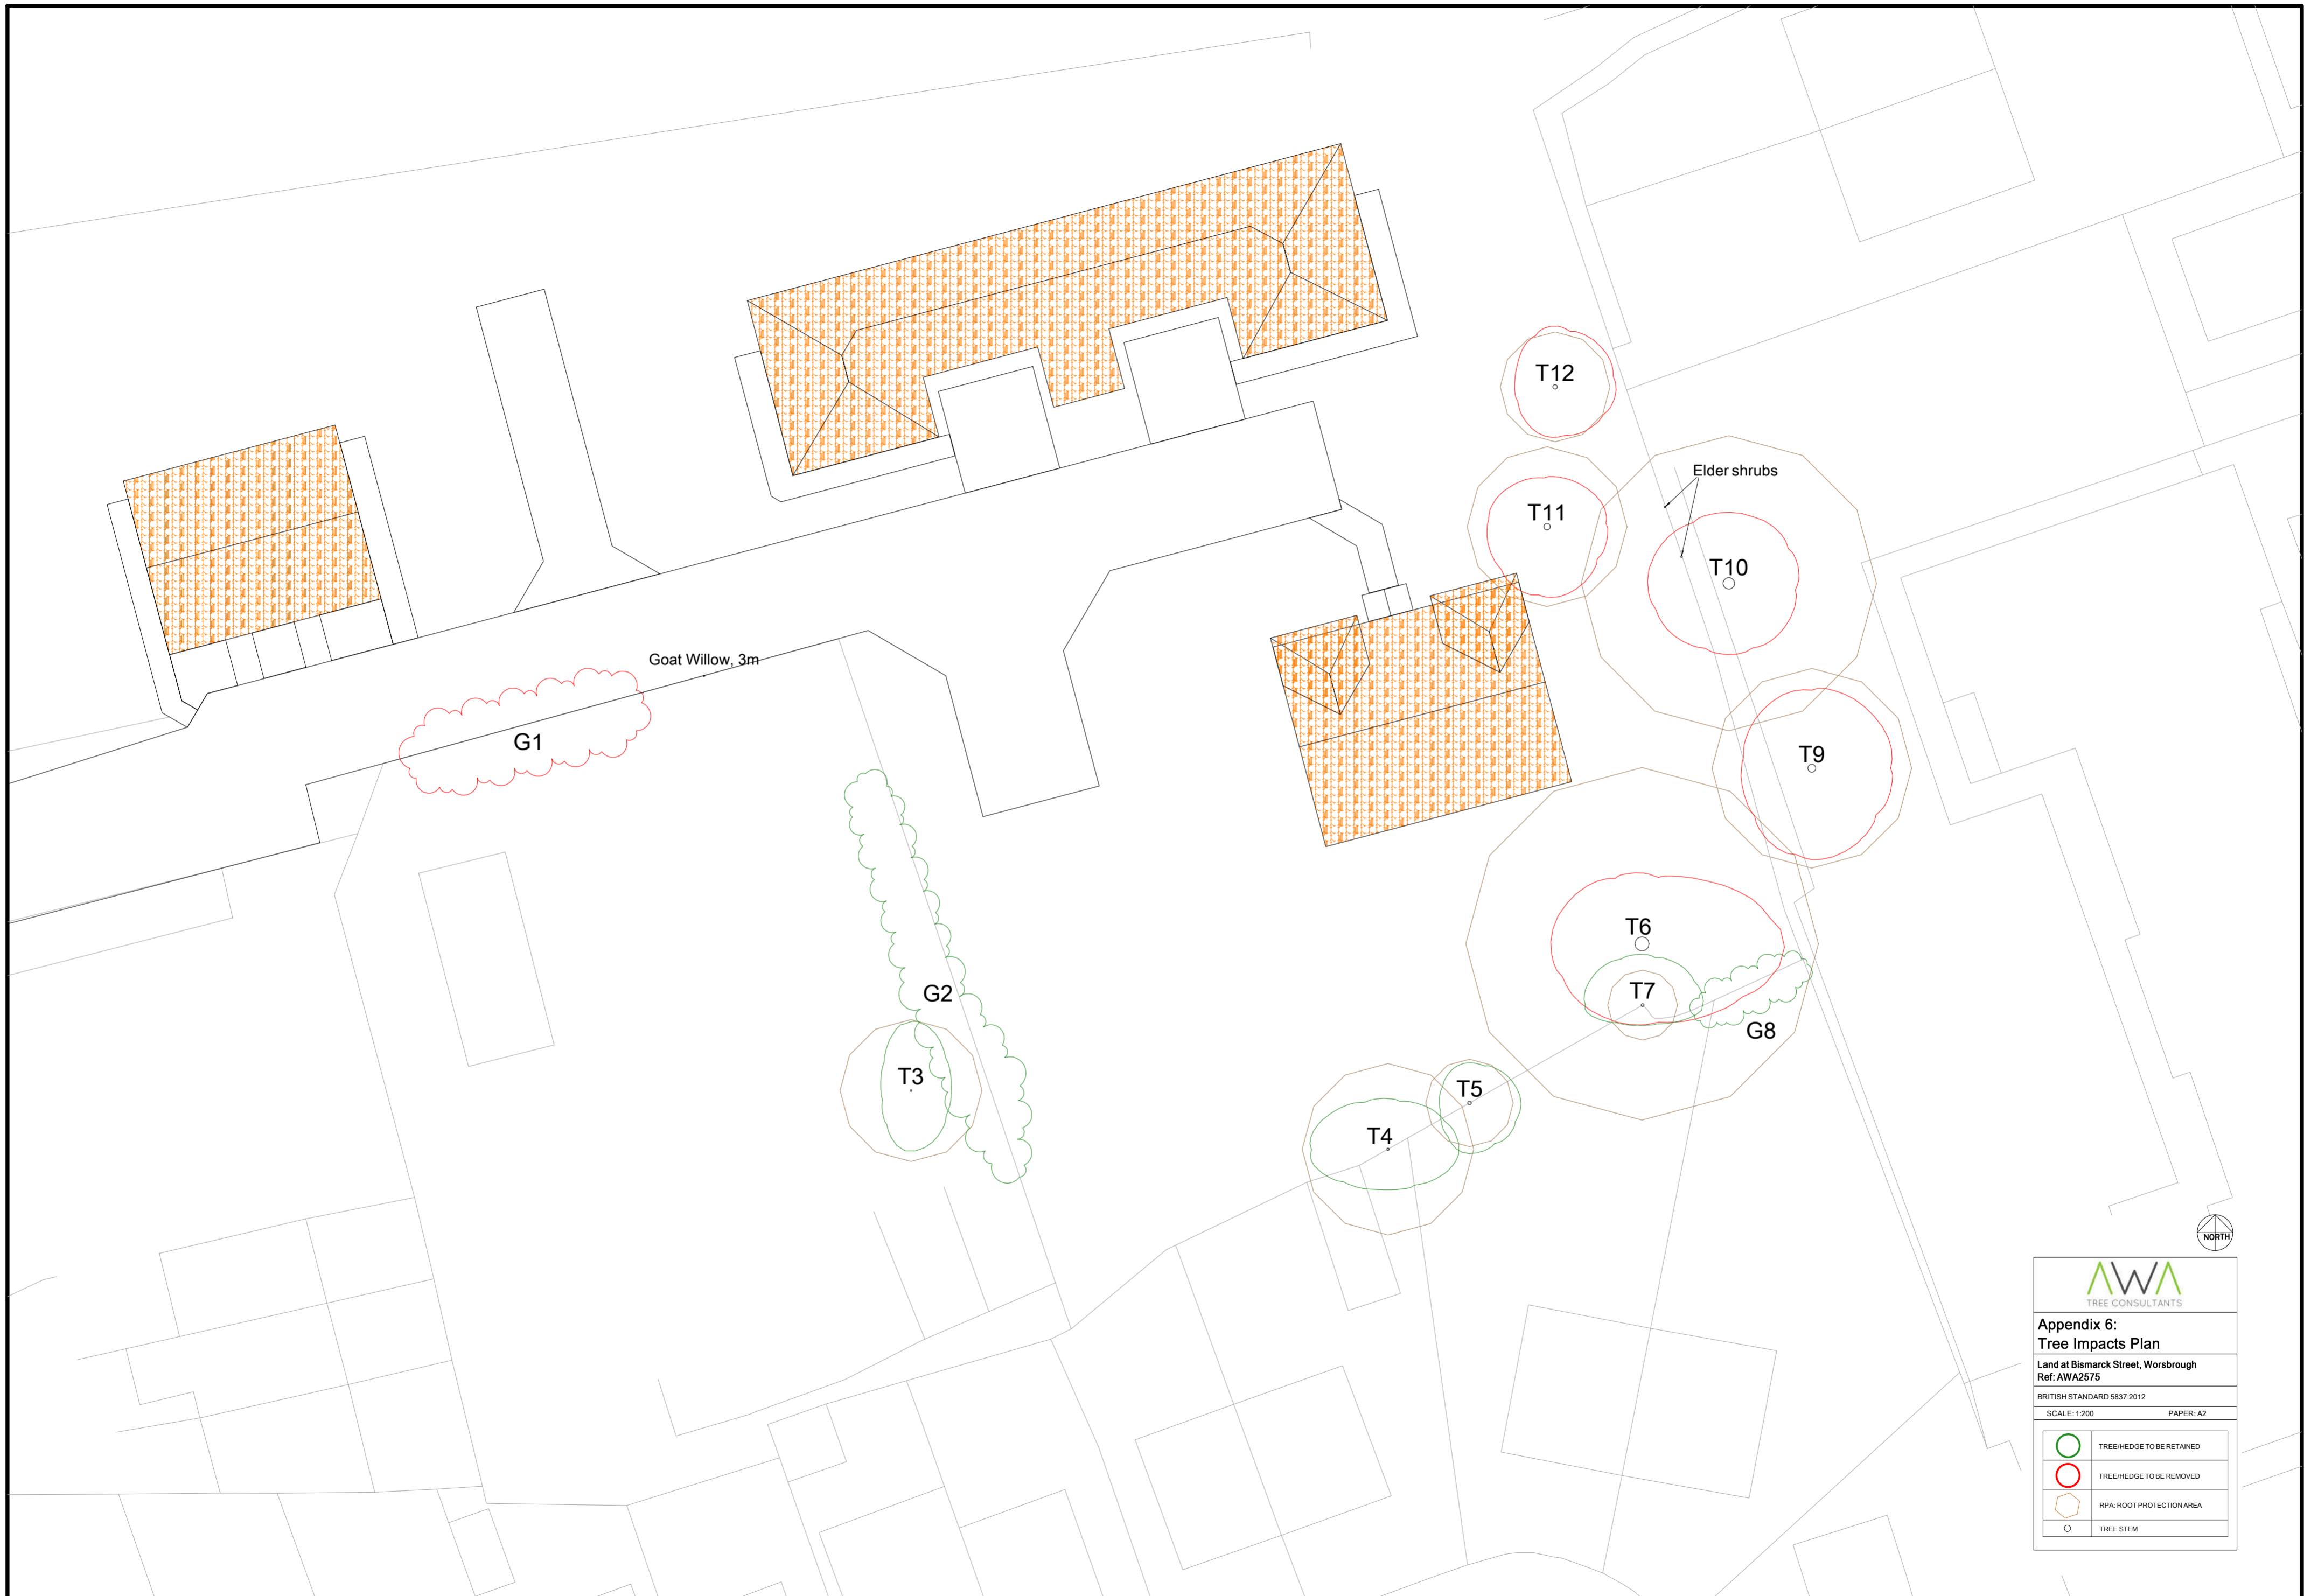 T12
Elder shrubs
T11
T10
Goat Willow, 3m
G1
T9
T6
G2
T7
G8
T3
T5
T4
NORTH
AWA
TREE CONSULTANTS
Appendix 6:
Tree Impacts Plan
Land at Bismarck Street, Worsbrough
Ref: AWA2575
BRITISH STANDARD 5837:2012
SCALE: 1:200 PAPER: A2
TREE/HEDGE TO BE RETAINED
TREE/HEDGE TO BE REMOVED
RPA: ROOT PROTECTION AREA
TREE STEM